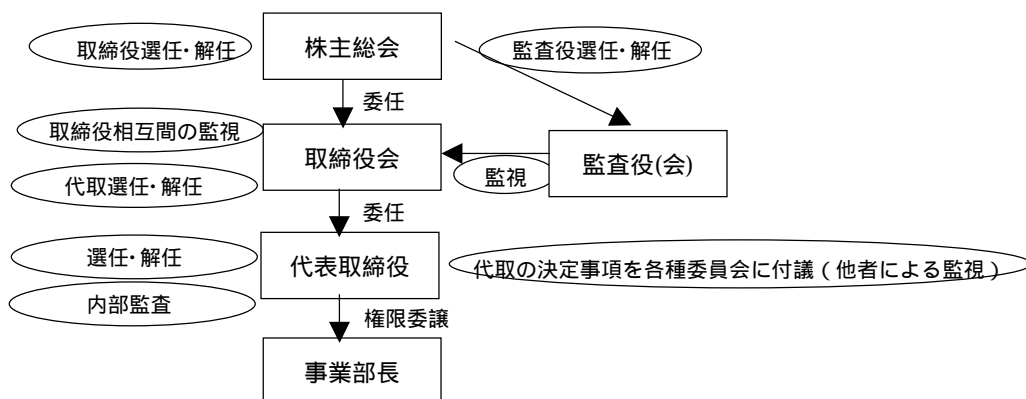 取締役選任・解任
株主総会
監査役選任・解任
委任
取締役相互間の監視
取締役会
監視
監査役(会)
代取選任・解任
委任
選任・解任
代表取締役
代取の決定事項を各種委員会に付議(他者による監視)
内部監査
権限委譲
事業部長